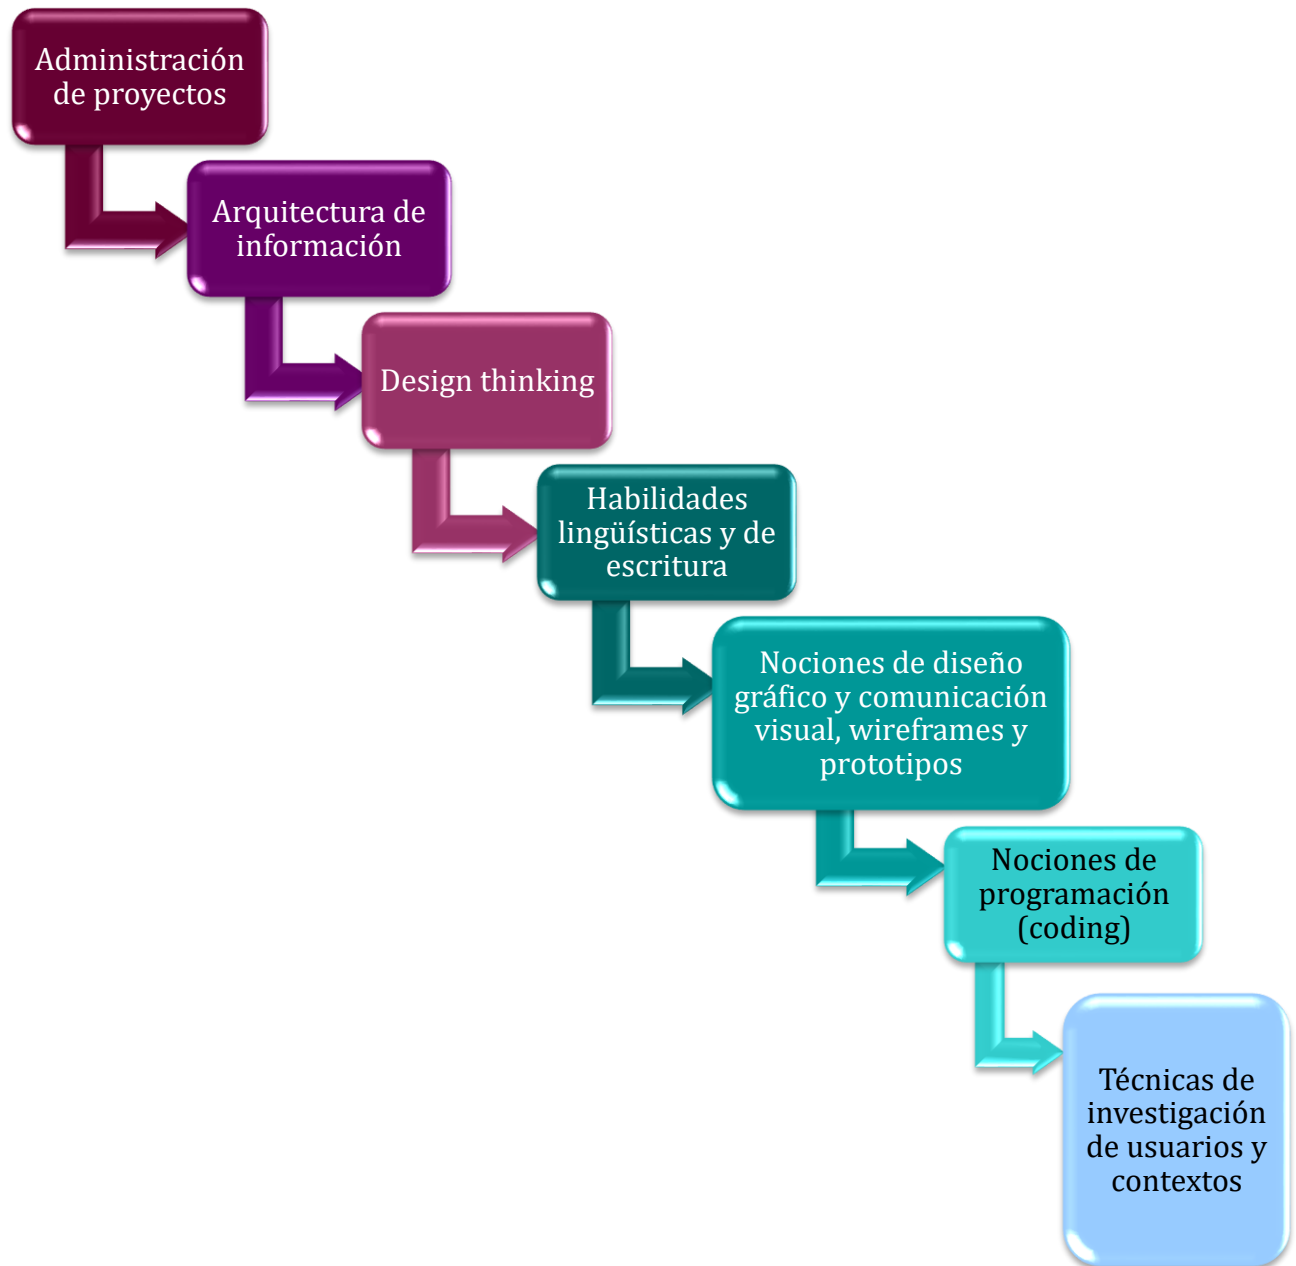 Administración
de proyectos
Arquitectura de
información
Design thinking
Habilidades
lingüísticas y de
escritura
Nociones de diseño
gráfico y comunicación
visual, wireframes y
prototipos
Nociones de
programación
(coding)
Técnicas de
investigación
de usuarios y
contextos